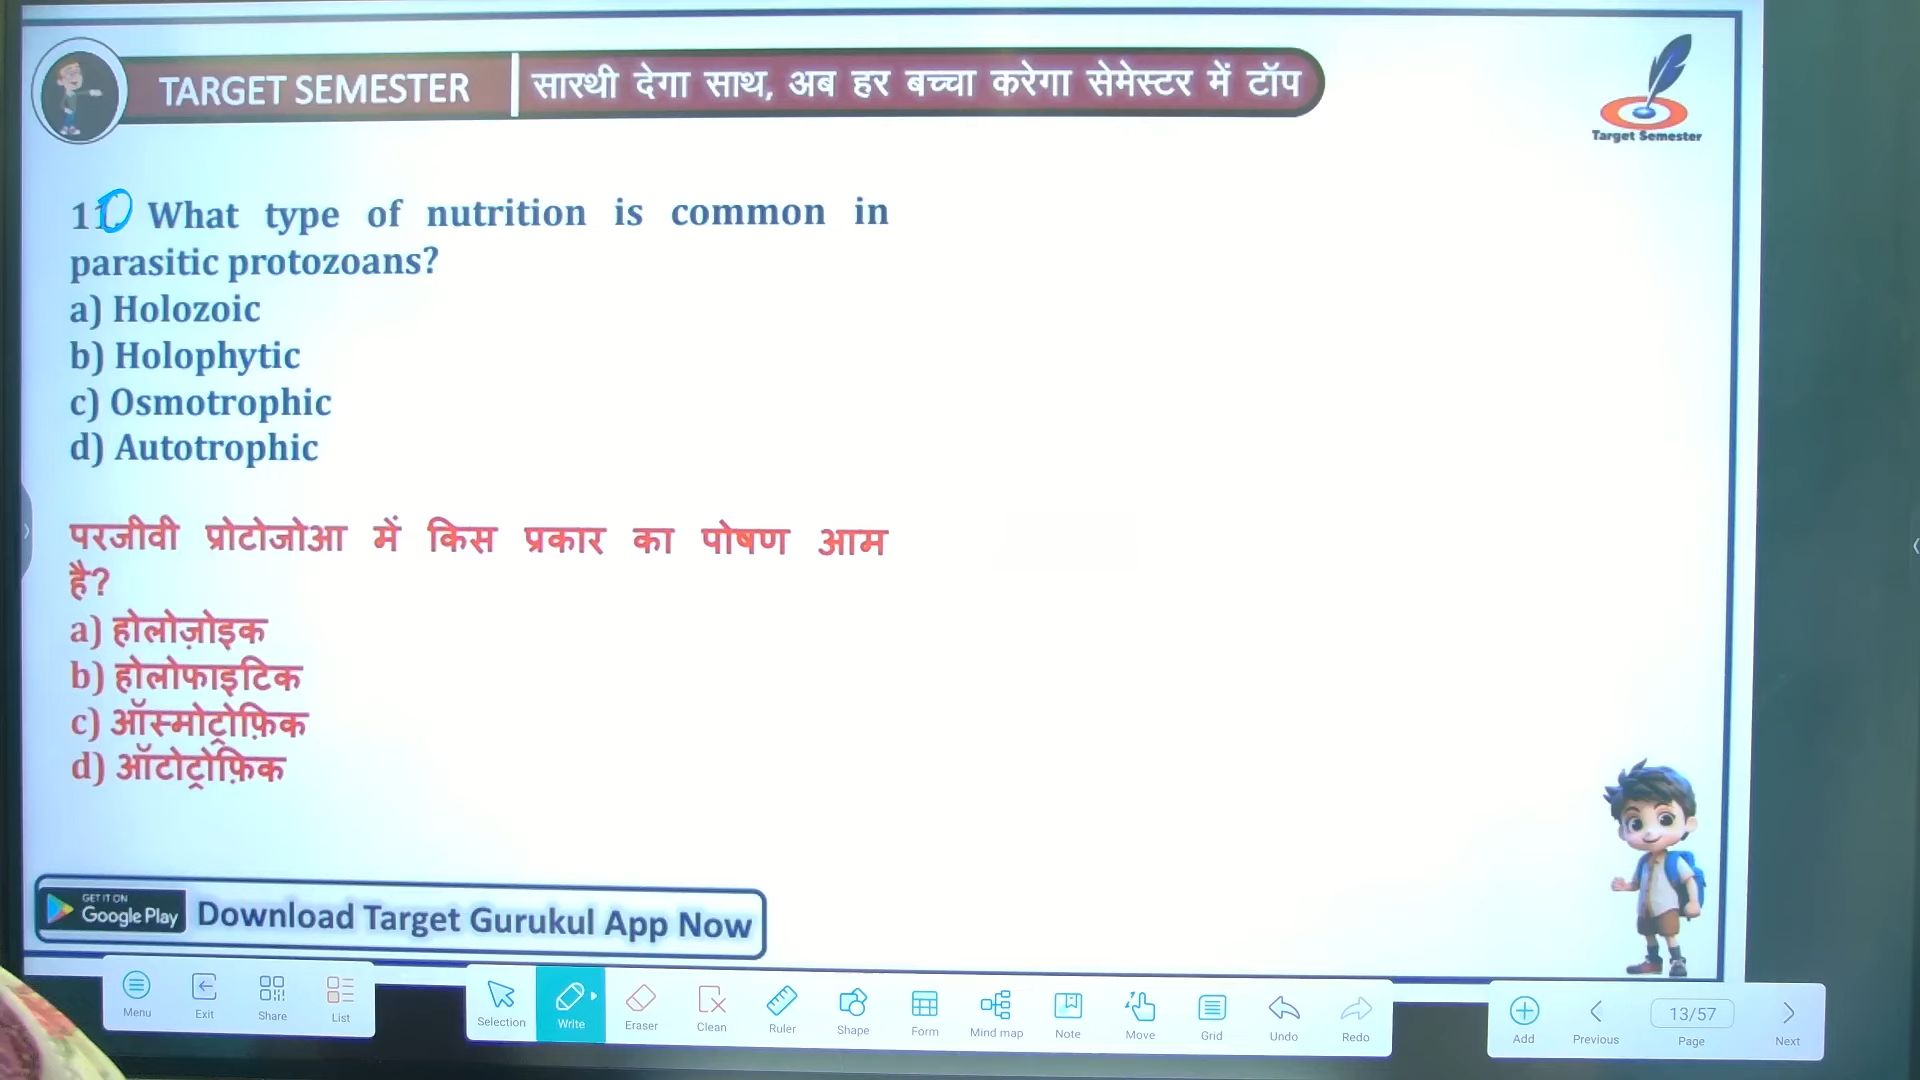 TARGET SEMESTER
सारथी देगा साथ, अब हर बच्चा करेगा सेमेस्टर में टॉप
Target Semester
11. What type of nutrition is common in
parasitic protozoans?
a) Holozoic
b) Holophytic
c) Osmotrophic
d) Autotrophic
परजीवी प्रोटोजोआ में किस प्रकार का पोषण आम
है?
a) होलोज़ोइक
b) होलोफाइटिक
c) ऑस्मोट्रोफ़िक
d) ऑटोट्रोफ़िक
GET IT ON
Google Play
Download Target Gurukul App Now
Menu
Exit
Share
List
Selection
Write
Eraser
Clean
Ruler
Shape
Form
Mind map
Note
Move
Grid
Undo
Redo
Add
Previous
13/57
Page
Next